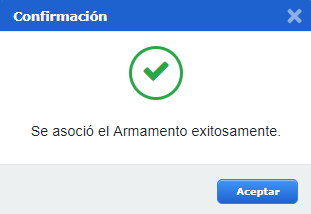 Confirmación
Se asoció el Armamento exitosamente.
Aceptar